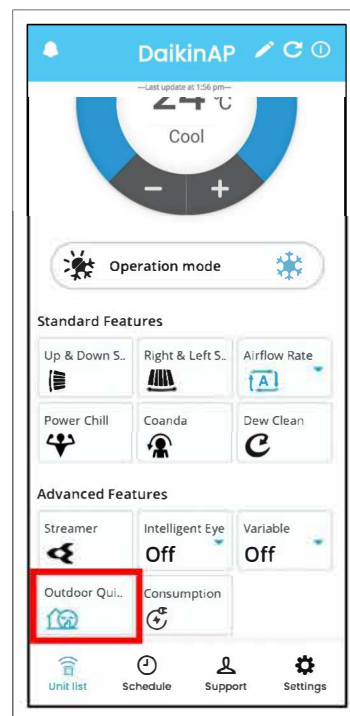 DaikinAP
—Last update at 1:56 pm—
24 °C
Cool
− +
Operation mode
Standard Features
Up & Down S.. Right & Left S.. Airflow Rate
A
Power Chill Coanda Dew Clean
Advanced Features
Streamer Intelligent Eye Variable
Off Off
Outdoor Qui.. Consumption
Unit list Schedule Support Settings